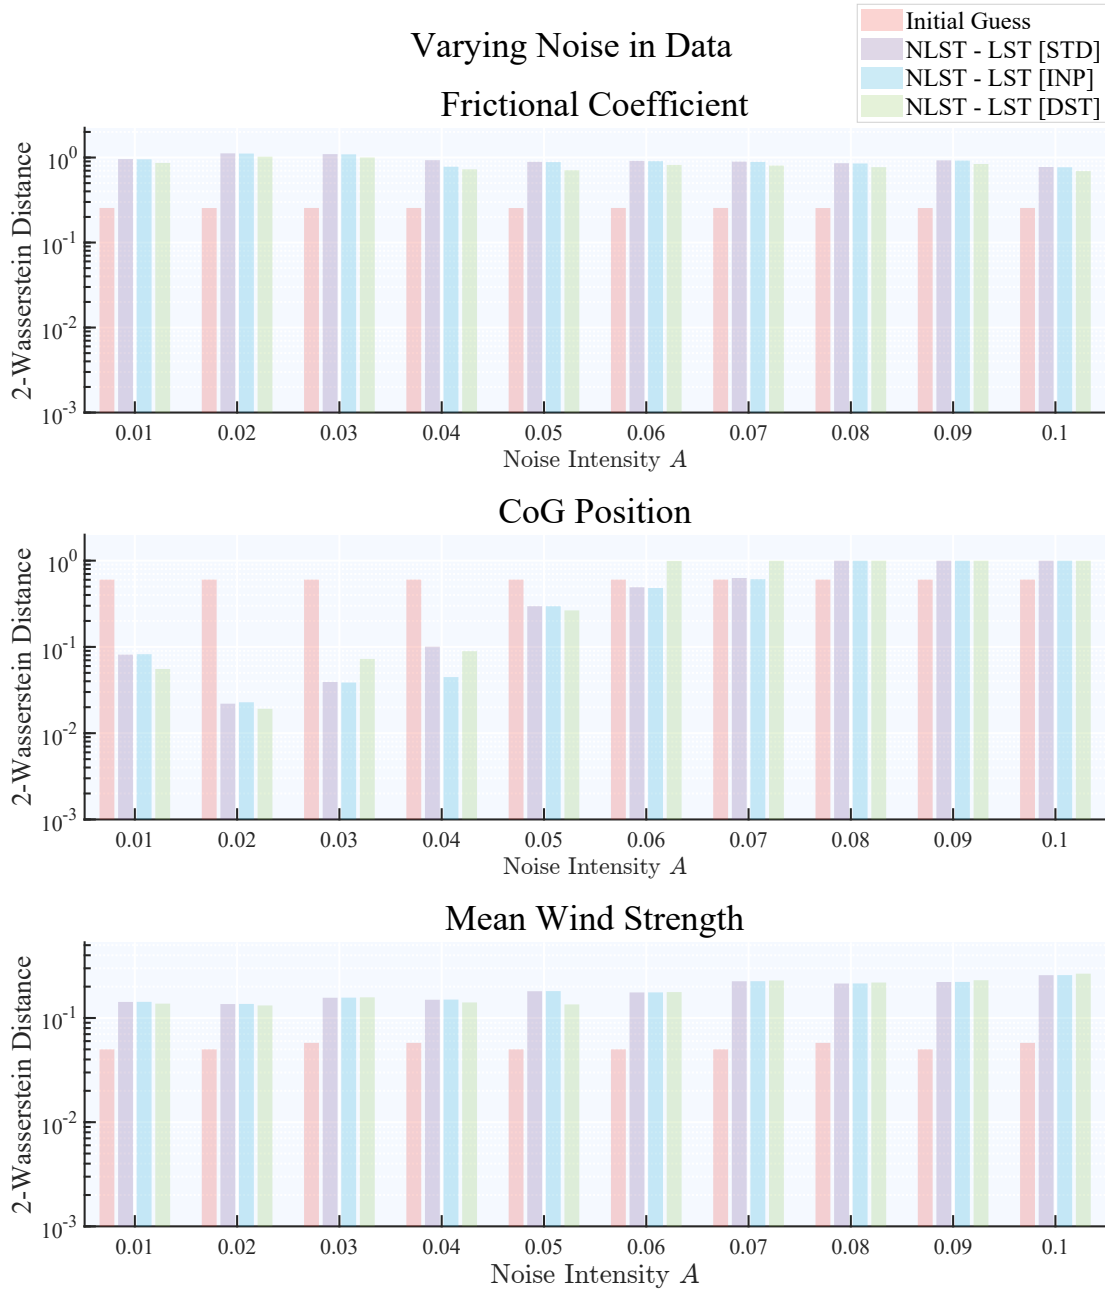 Varying Noise in Data
Initial Guess
NLST - LST [STD]
NLST - LST [INP]
NLST - LST [DST]
Frictional Coefficient
2-Wasserstein Distance
10^0
10^-1
10^-2
10^-3
0.01 0.02 0.03 0.04 0.05 0.06 0.07 0.08 0.09 0.1
Noise Intensity A
CoG Position
2-Wasserstein Distance
10^0
10^-1
10^-2
10^-3
0.01 0.02 0.03 0.04 0.05 0.06 0.07 0.08 0.09 0.1
Noise Intensity A
Mean Wind Strength
2-Wasserstein Distance
10^-1
10^-2
10^-3
0.01 0.02 0.03 0.04 0.05 0.06 0.07 0.08 0.09 0.1
Noise Intensity A